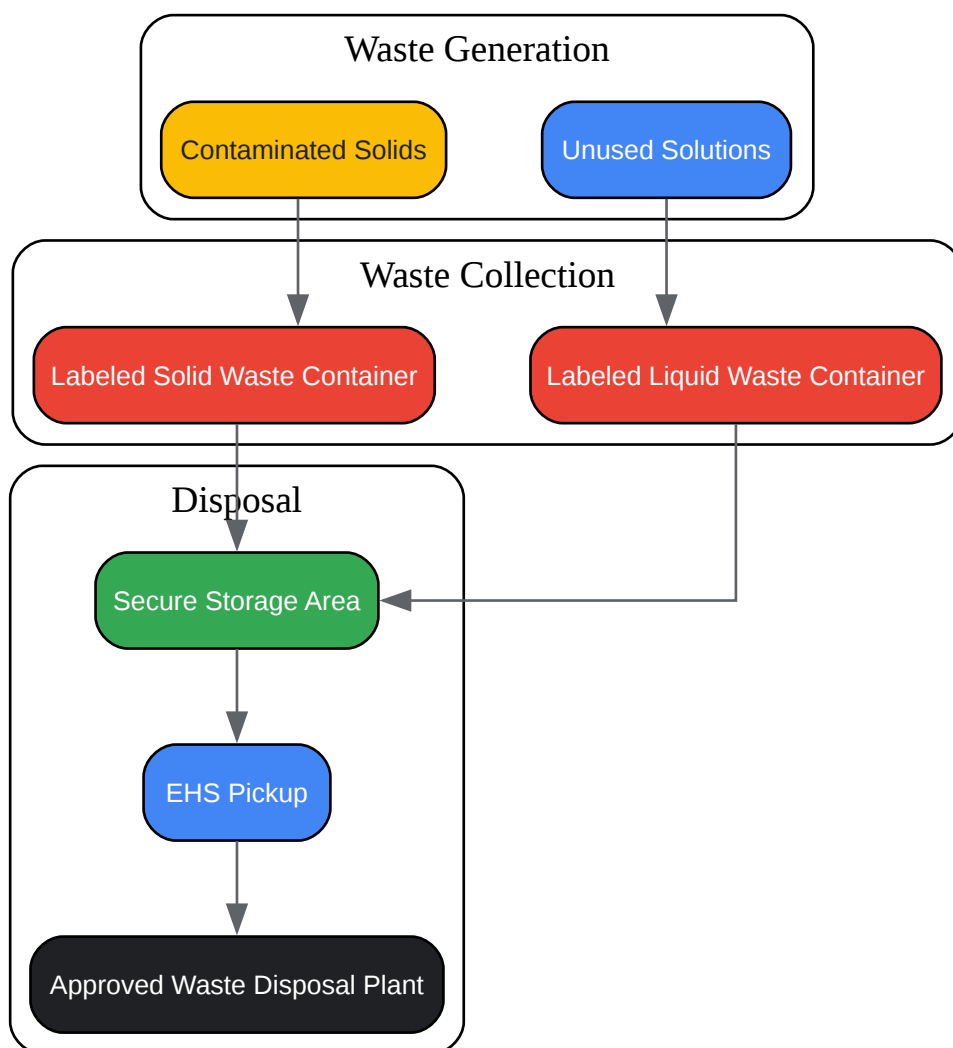 Waste Generation
Contaminated Solids
Unused Solutions
Waste Collection
Labeled Solid Waste Container
Labeled Liquid Waste Container
Disposal
Secure Storage Area
EHS Pickup
Approved Waste Disposal Plant